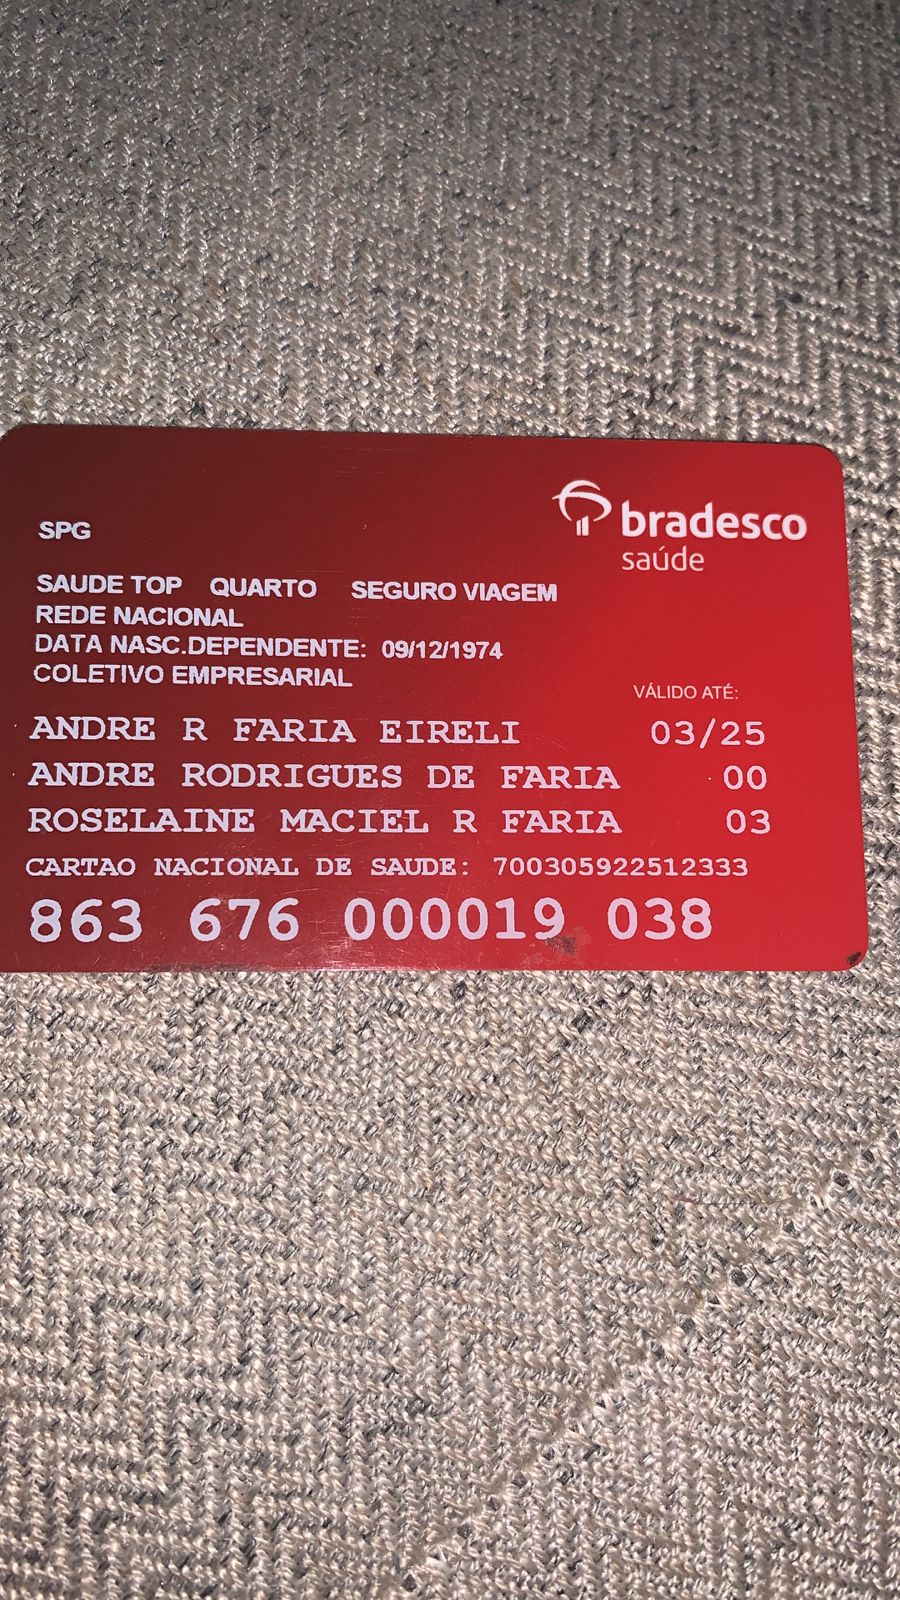 bradesco
saúde
SPG
SAUDE TOP QUARTO SEGURO VIAGEM
REDE NACIONAL
DATA NASC.DEPENDENTE: 09/12/1974
COLETIVO EMPRESARIAL
VÁLIDO ATÉ:
ANDRE R FARIA EIRELI 03/25
ANDRE RODRIGUES DE FARIA 00
ROSELAINE MACIEL R FARIA 03
CARTAO NACIONAL DE SAUDE: 700305922512333
863 676 000019 038